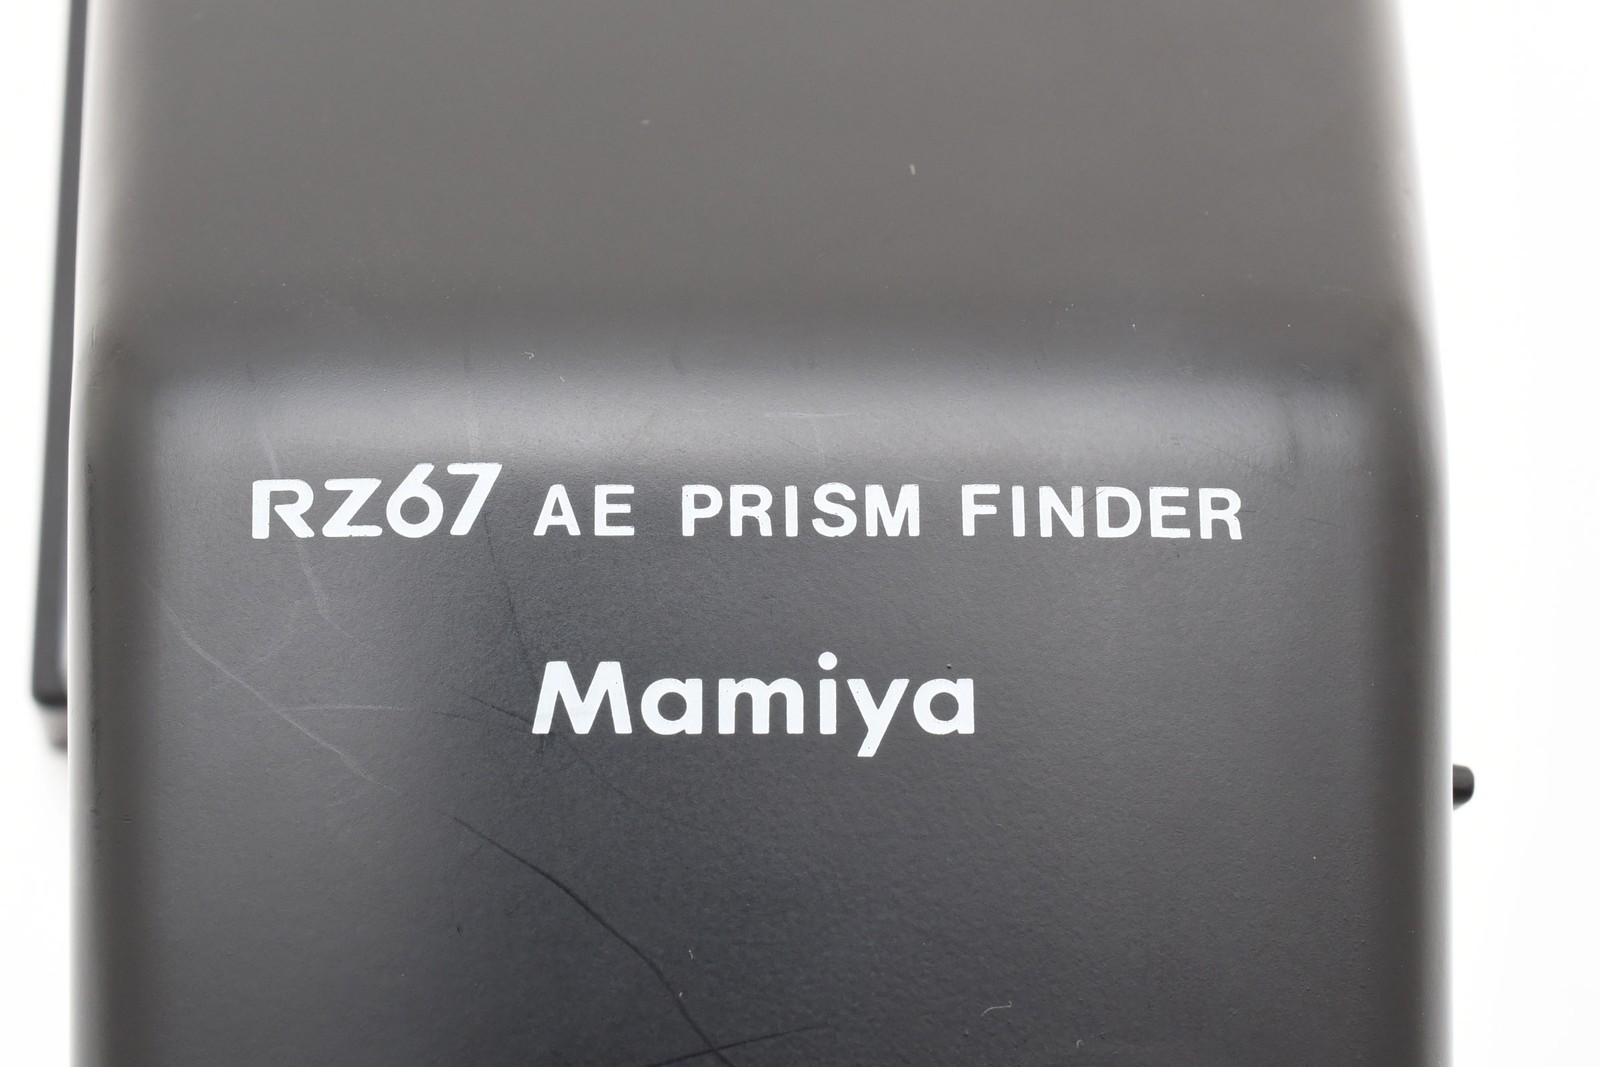 RZ67 AE PRISM FINDER
Mamiya